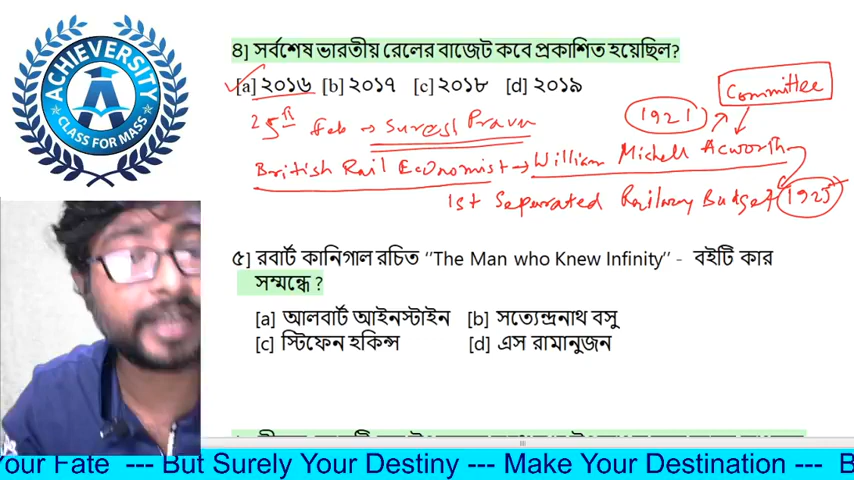 ACHIEVERSITY
A
CLASS FOR MASS
৪] সর্বশেষ ভারতীয় রেলের বাজেট কবে প্রকাশিত হয়েছিল?
[a] ২০১৬ [b] ২০১৭ [c] ২০১৮ [d] ২০১৯
Committee
1921
25th Feb → Suresh
British Rail Economist → William Michell Acworth
1st Separated Railway Budget 1925
৫] রবার্ট কানিগাল রচিত "The Man who Knew Infinity" - বইটি কার
সম্মন্ধে ?
[a] আলবার্ট আইনস্টাইন [b] সত্যেন্দ্রনাথ বসু
[c] স্টিফেন হকিন্স [d] এস রামানুজন
Your Fate --- But Surely Your Destiny --- Make Your Destination --- B